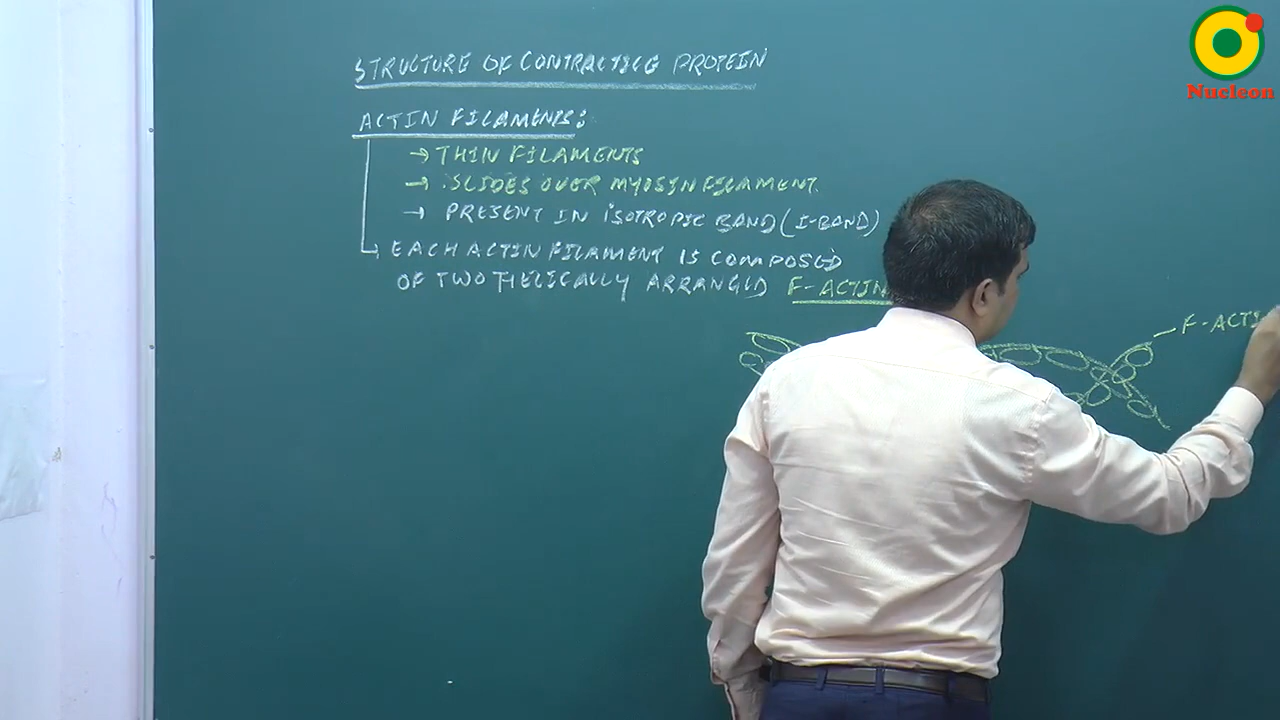 STRUCTURE OF CONTRACTILE PROTEIN
ACTIN FILAMENTS:
→ THIN FILAMENTS
→ SLIDES OVER MYOSIN FILAMENT
→ PRESENT IN ISOTROPIC BAND (I-BAND)
EACH ACTIN FILAMENT IS COMPOSED
OF TWO HELICALLY ARRANGED F-ACTIN
F-ACTI
Nucleon